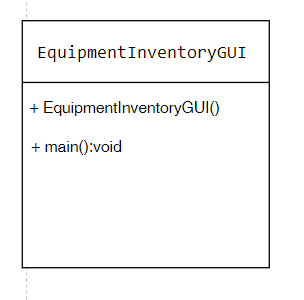 EquipmentInventoryGUI
+ EquipmentInventoryGUI()
+ main():void